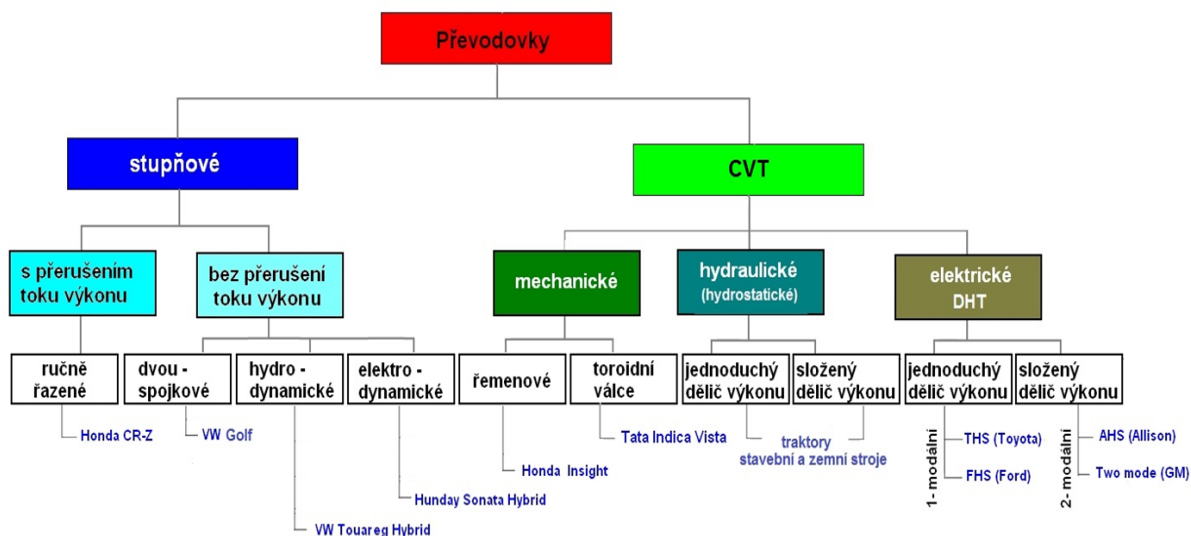 Převodovky
stupňové
CVT
s přerušením
toku výkonu
bez přerušení
toku výkonu
mechanické
hydraulické
(hydrostatické)
elektrické
DHT
ručně
řazené
dvou -
spojkové
hydro -
dynamické
elektro -
dynamické
řemenové
toroidní
válce
jednoduchý
dělič výkonu
složený
dělič výkonu
jednoduchý
dělič výkonu
složený
dělič výkonu
Honda CR-Z
VW Golf
Tata Indica Vista
traktory
stavební a zemní stroje
1- modální
THS (Toyota)
FHS (Ford)
2- modální
AHS (Allison)
Two mode (GM)
Honda Insight
Hunday Sonata Hybrid
VW Touareg Hybrid